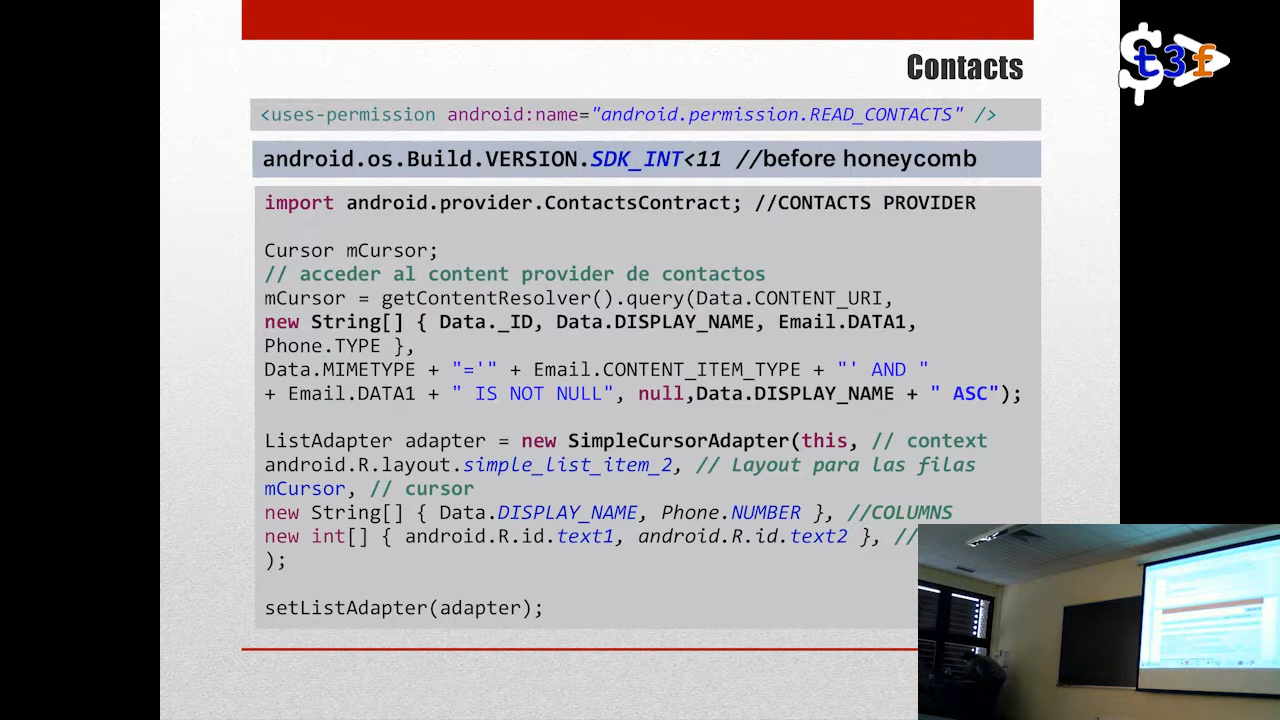 Contacts
$t3f
<uses-permission android:name="android.permission.READ_CONTACTS" />
android.os.Build.VERSION.SDK_INT<11 //before honeycomb
import android.provider.ContactsContract; //CONTACTS PROVIDER
Cursor mCursor;
// acceder al content provider de contactos
mCursor = getContentResolver().query(Data.CONTENT_URI,
new String[] { Data._ID, Data.DISPLAY_NAME, Email.DATA1,
Phone.TYPE },
Data.MIMETYPE + "='" + Email.CONTENT_ITEM_TYPE + "' AND "
+ Email.DATA1 + " IS NOT NULL", null,Data.DISPLAY_NAME + " ASC");
ListAdapter adapter = new SimpleCursorAdapter(this, // context
android.R.layout.simple_list_item_2, // Layout para las filas
mCursor, // cursor
new String[] { Data.DISPLAY_NAME, Phone.NUMBER }, //COLUMNS
new int[] { android.R.id.text1, android.R.id.text2 }, //
);
setListAdapter(adapter);